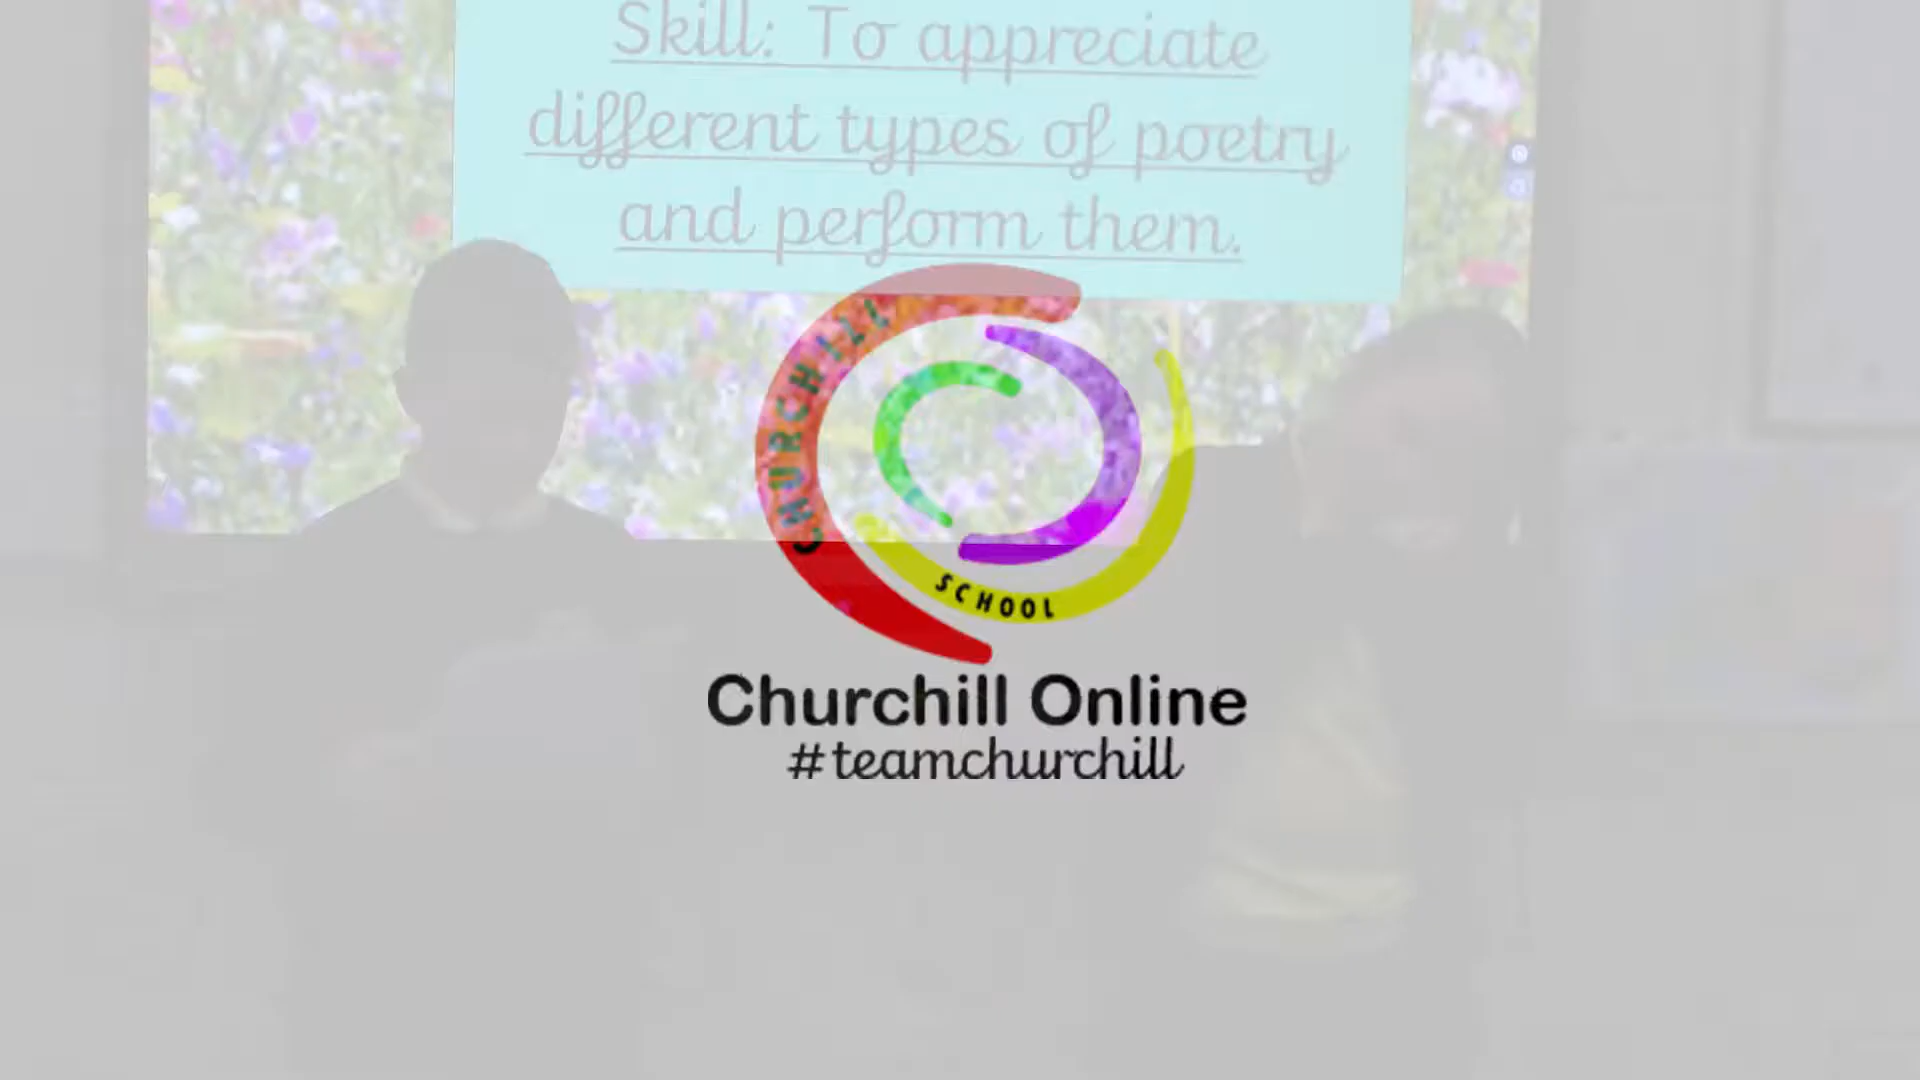 Skill: To appreciate
different types of poetry
and perform them.
CHURCHILL
SCHOOL
Churchill Online
#teamchurchill